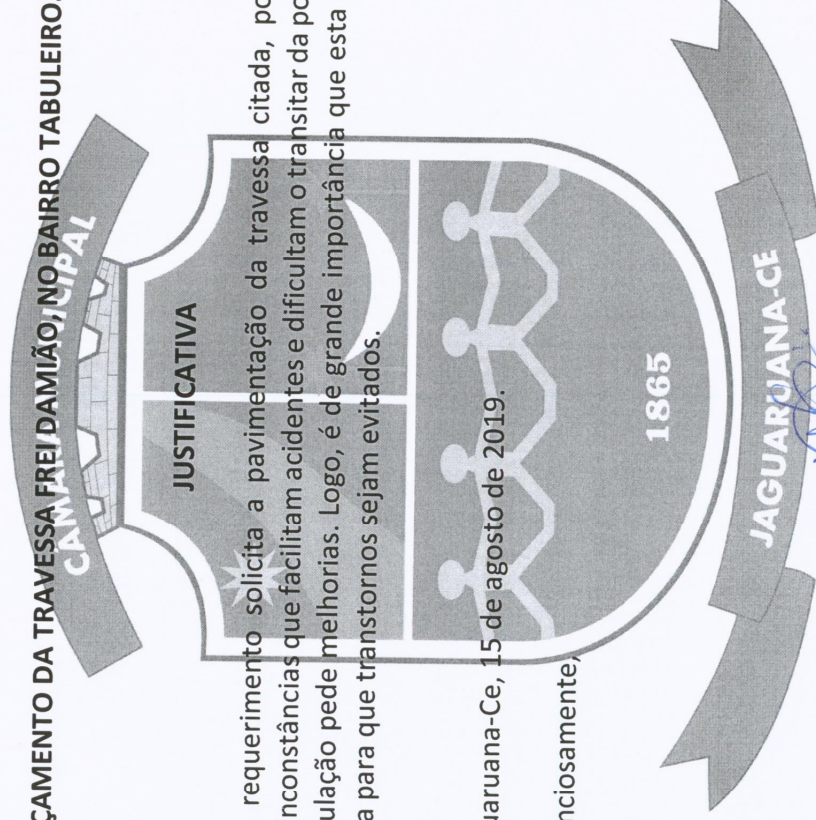 ÇAMENTO DA TRAVESSA FREI DAMIÃO, NO BAIRRO TABULEIRO.
JUSTIFICATIVA
requerimento solicita a pavimentação da travessa citada, po
nconstâncias que facilitam acidentes e dificultam o transitar da po
ulação pede melhorias. Logo, é de grande importância que esta
a para que transtornos sejam evitados.
uaruana-Ce, 15 de agosto de 2019.
nciosamente,
CAMARA MUNICIPAL
1865
JAGUARUANA-CE